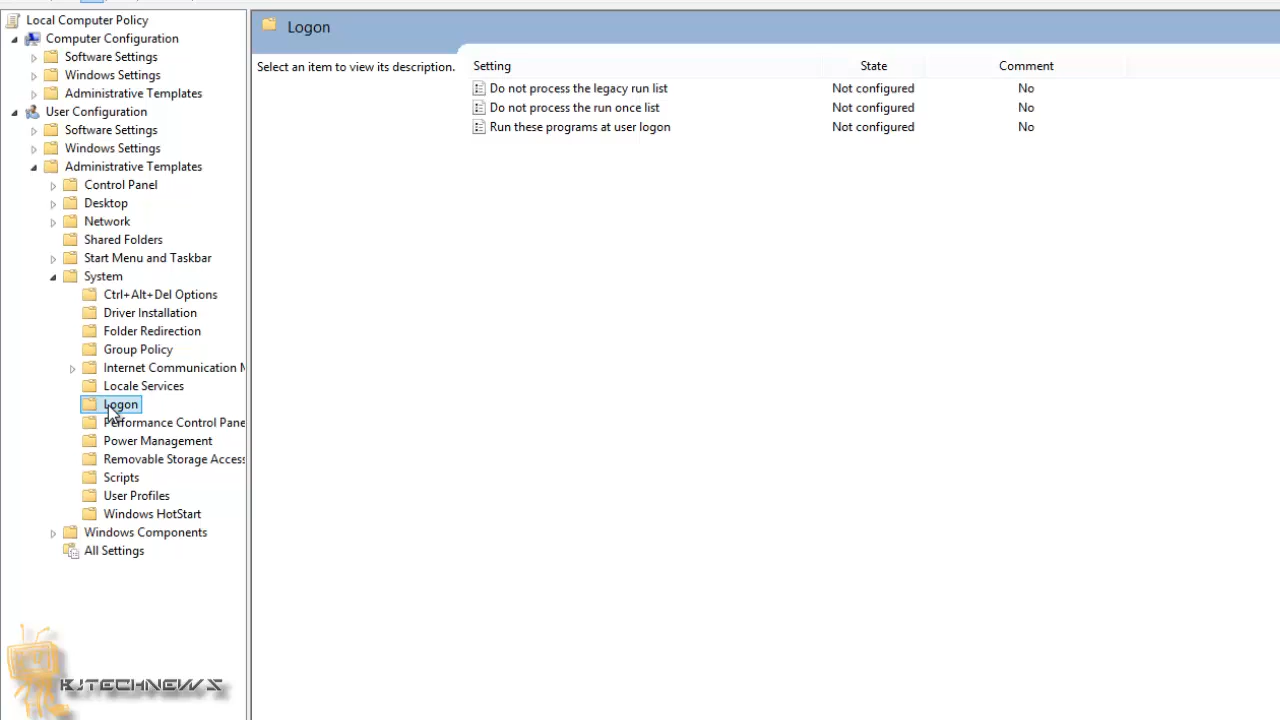 Local Computer Policy
Computer Configuration
Software Settings
Windows Settings
Administrative Templates
User Configuration
Software Settings
Windows Settings
Administrative Templates
Control Panel
Desktop
Network
Shared Folders
Start Menu and Taskbar
System
Ctrl+Alt+Del Options
Driver Installation
Folder Redirection
Group Policy
Internet Communication M
Locale Services
Logon
Performance Control Pane
Power Management
Removable Storage Access
Scripts
User Profiles
Windows HotStart
Windows Components
All Settings
KJTECHNEWS
Logon
Select an item to view its description.
Setting State Comment
Do not process the legacy run list Not configured No
Do not process the run once list Not configured No
Run these programs at user logon Not configured No